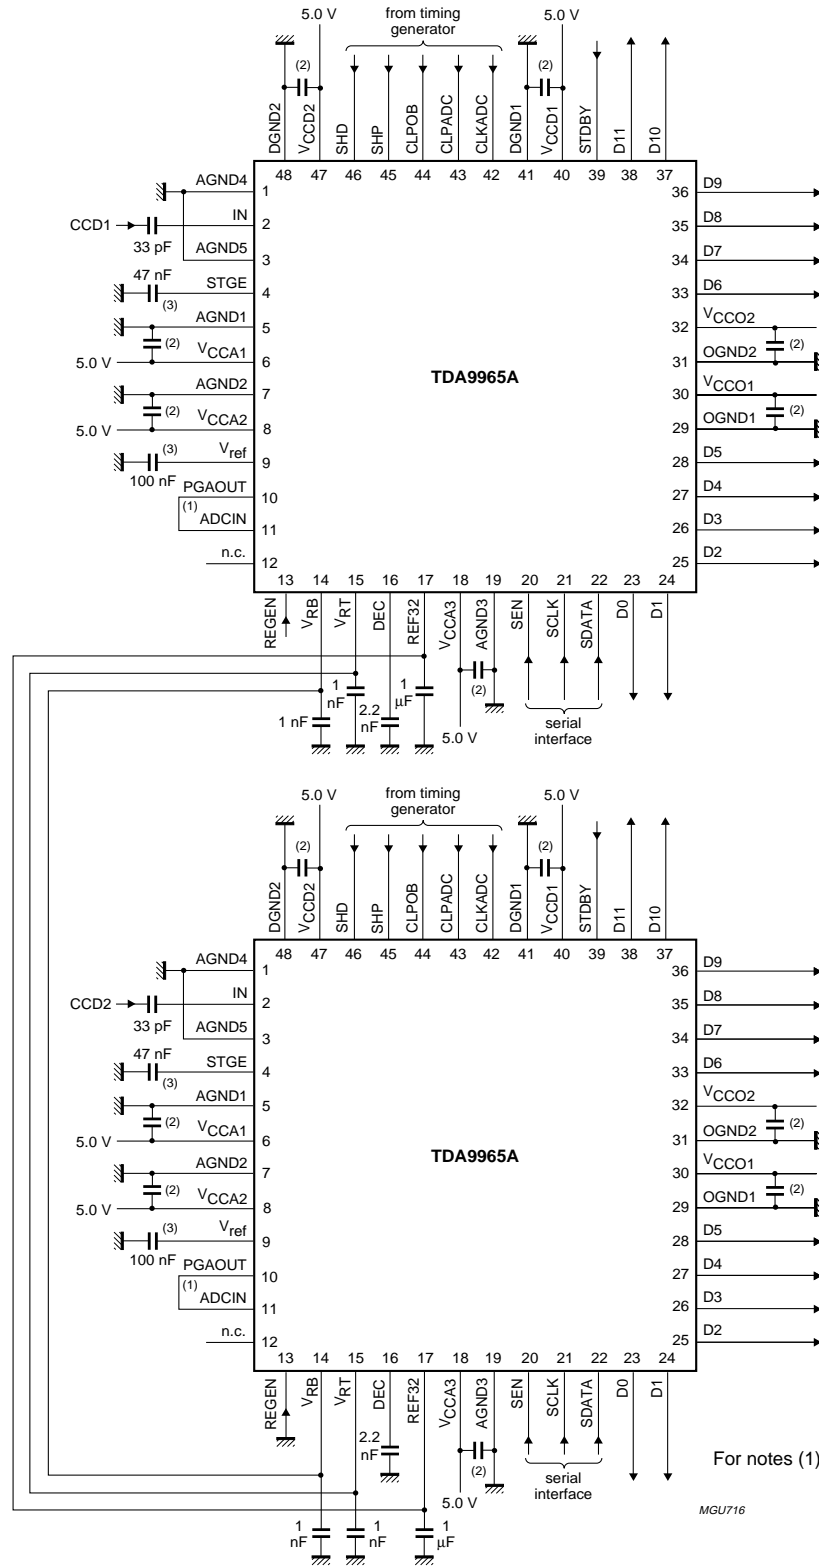 5.0 V
from timing
generator
5.0 V
(2)
(2)
DGND2
VCCD2
SHD
SHP
CLPOB
CLPADC
CLKADC
DGND1
VCCD1
STDBY
D11
D10
48
47
46
45
44
43
42
41
40
39
38
37
AGND4
1
36
D9
CCD1
IN
2
35
D8
33 pF
AGND5
3
34
D7
47 nF
STGE
4
33
D6
(3)
AGND1
5
32
VCCO2
(2)
(2)
5.0 V
VCCA1
6
31
OGND2
TDA9965A
AGND2
7
30
VCCO1
(2)
(2)
5.0 V
VCCA2
8
29
OGND1
(3)
Vref
9
28
D5
100 nF
PGAOUT
10
27
D4
(1)
ADCIN
11
26
D3
n.c.
12
25
D2
13
14
15
16
17
18
19
20
21
22
23
24
REGEN
VRB
VRT
DEC
REF32
VCCA3
AGND3
SEN
SCLK
SDATA
D0
D1
1 nF
1
nF
2.2
nF
1
µF
(2)
5.0 V
serial
interface
5.0 V
from timing
generator
5.0 V
(2)
(2)
DGND2
VCCD2
SHD
SHP
CLPOB
CLPADC
CLKADC
DGND1
VCCD1
STDBY
D11
D10
48
47
46
45
44
43
42
41
40
39
38
37
AGND4
1
36
D9
CCD2
IN
2
35
D8
33 pF
AGND5
3
34
D7
47 nF
STGE
4
33
D6
(3)
AGND1
5
32
VCCO2
(2)
(2)
5.0 V
VCCA1
6
31
OGND2
TDA9965A
AGND2
7
30
VCCO1
(2)
(2)
5.0 V
VCCA2
8
29
OGND1
(3)
Vref
9
28
D5
100 nF
PGAOUT
10
27
D4
(1)
ADCIN
11
26
D3
n.c.
12
25
D2
13
14
15
16
17
18
19
20
21
22
23
24
REGEN
VRB
VRT
DEC
REF32
VCCA3
AGND3
SEN
SCLK
SDATA
D0
D1
2.2
nF
(2)
5.0 V
serial
interface
For notes (1)
MGU716
1
nF
1
nF
1
µF